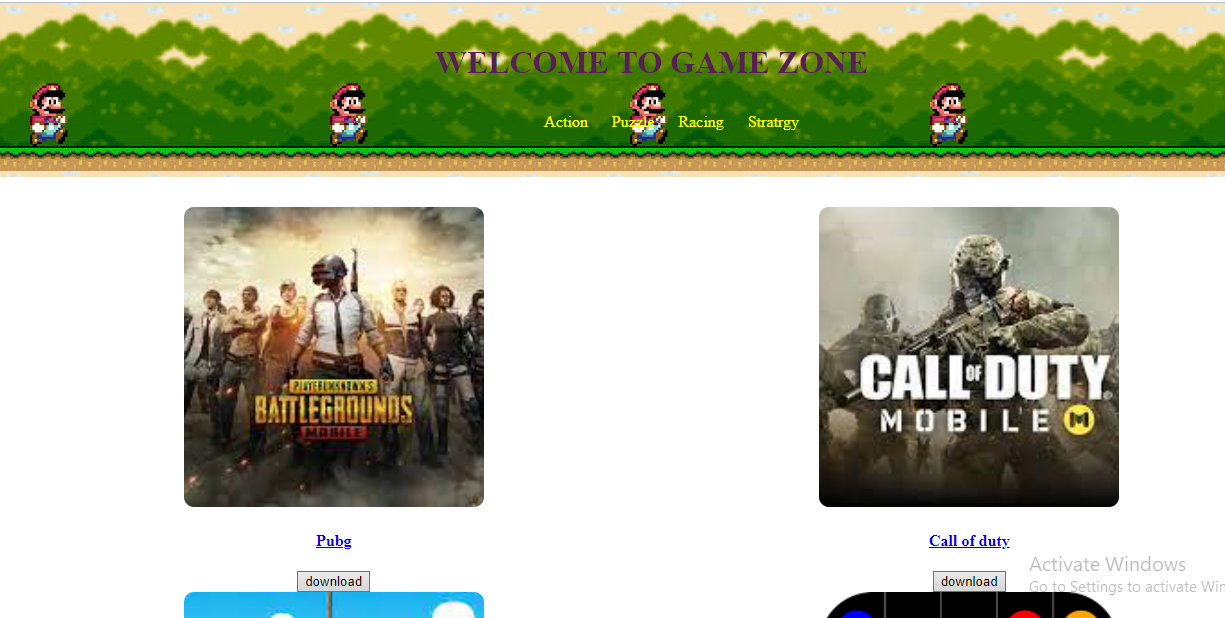 WELCOME TO GAME ZONE
Action Puzzle Racing Stratrgy
PLAYERUNKNOWN'S
BATTLEGROUNDS
MOBILE
CALL OF DUTY
MOBILE M
Pubg
Call of duty
download
download
Activate Windows
Go to Settings to activate Win